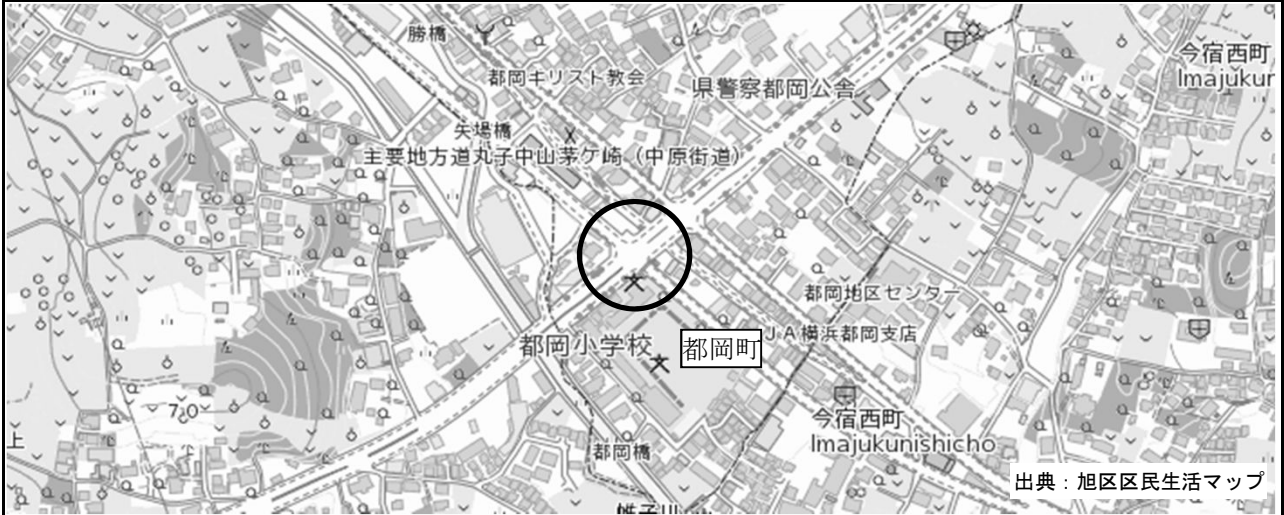 勝橋
今宿西町
Imajukur
都岡キリスト教会
県警察都岡公舎
矢場橋
主要地方道丸子中山茅ケ崎（中原街道）
都岡地区センター
都岡小学校
都岡町
ＪＡ横浜都岡支店
70
今宿西町
Imajukunishicho
上
都岡橋
出典：旭区区民生活マップ
帷子川